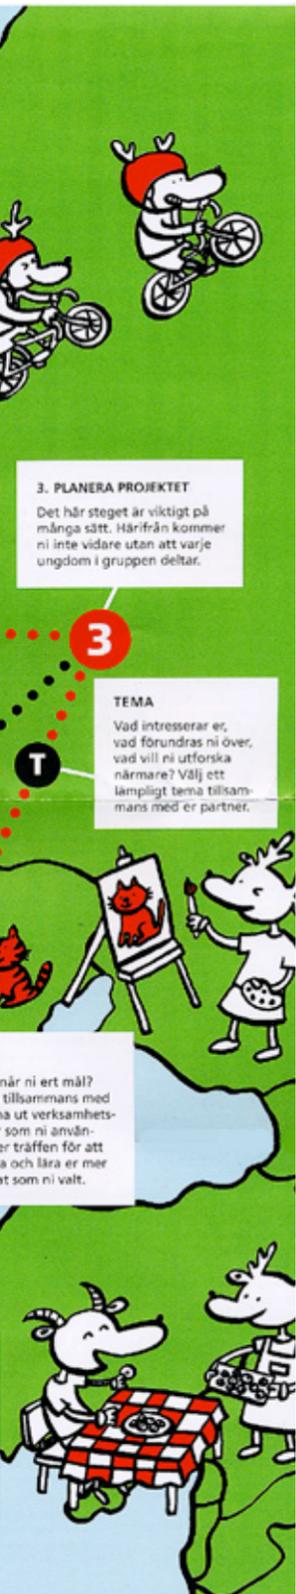 3. PLANERA PROJEKTET
Det här steget är viktigt på
många sätt. Härifrån kommer
ni inte vidare utan att varje
ungdom i gruppen deltar.
3
TEMA
Vad intresserar er,
vad förundras ni över,
vad vill ni utforska
närmare? Välj ett
lämpligt tema tillsam-
mans med er partner.
T
når ni ert mål?
tillsammans med
na ut verksamhets-
r som ni använ-
er träffen för att
a och lära er mer
at som ni valt.